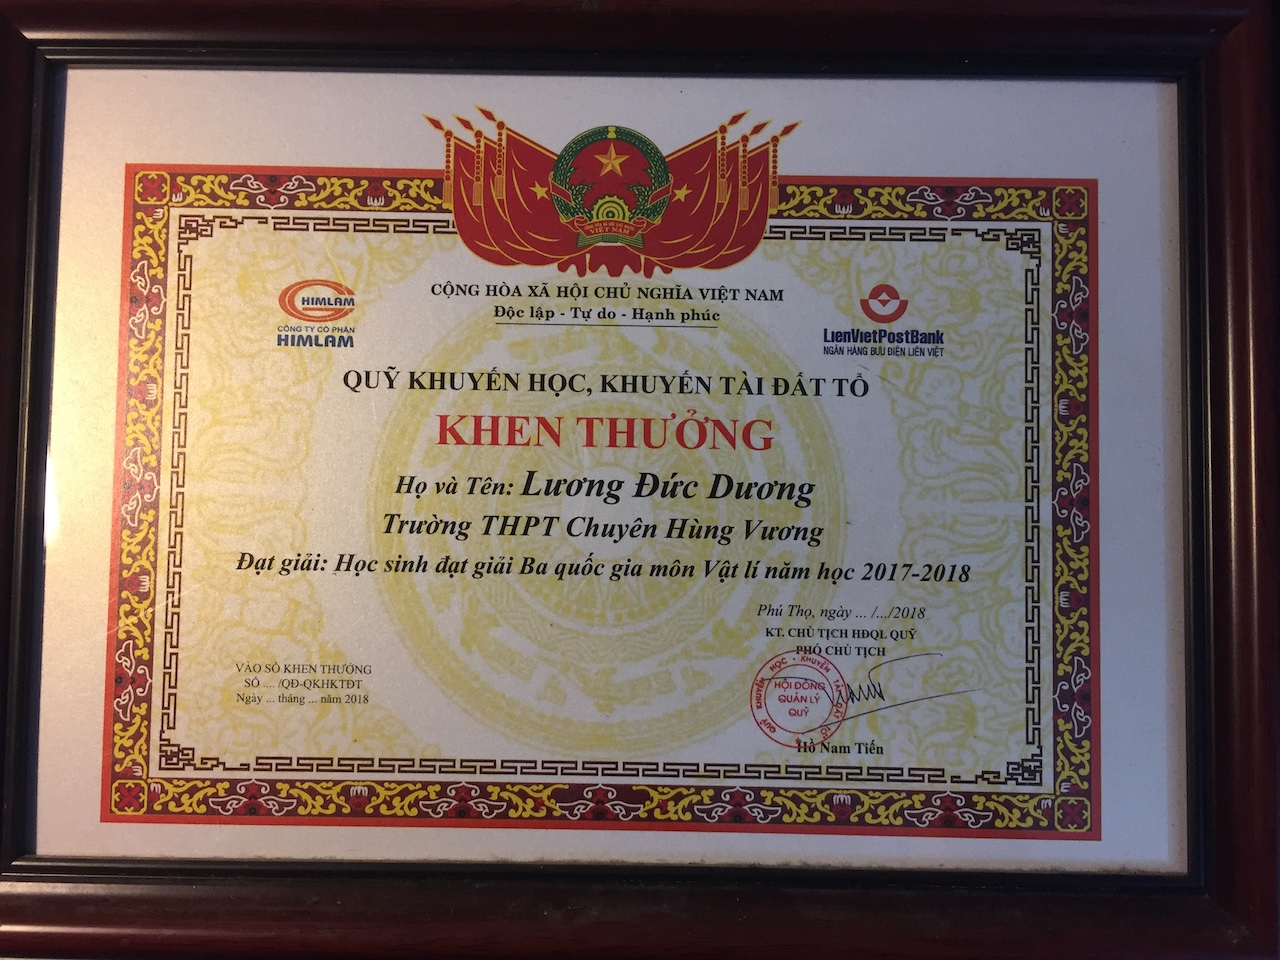 VIỆT NAM
CỘNG HÒA XÃ HỘI CHỦ NGHĨA VIỆT NAM
Độc lập - Tự do - Hạnh phúc
HIMLAM
CÔNG TY CỔ PHẦN
HIMLAM
LienVietPostBank
NGÂN HÀNG BƯU ĐIỆN LIÊN VIỆT
QUỸ KHUYẾN HỌC, KHUYẾN TÀI ĐẤT TỔ
KHEN THƯỞNG
Họ và Tên: Lương Đức Dương
Trường THPT Chuyên Hùng Vương
Đạt giải: Học sinh đạt giải Ba quốc gia môn Vật lí năm học 2017-2018
Phú Thọ, ngày ... /.../2018
KT. CHỦ TỊCH HĐQL QUỸ
PHÓ CHỦ TỊCH
VÀO SỔ KHEN THƯỞNG
SỐ .... /QĐ-QKHKTĐT
Ngày ... tháng ... năm 2018
QUỸ KHUYẾN HỌC - KHUYẾN TÀI ĐẤT TỔ
HỘI ĐỒNG
QUẢN LÝ
QUỸ
Hồ Nam Tiến